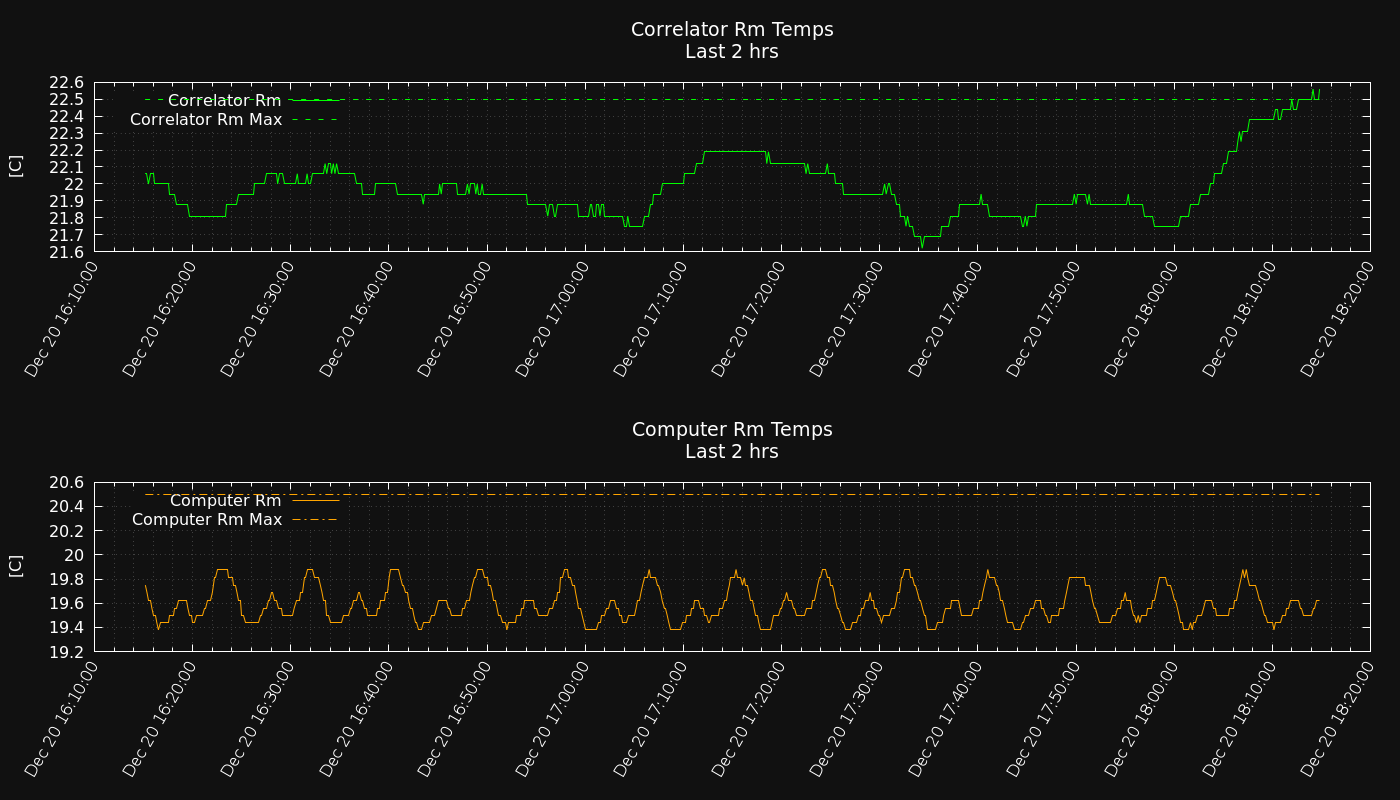 Correlator Rm Temps
Last 2 hrs
22.6
22.5
22.4
22.3
22.2
22.1
22
21.9
21.8
21.7
21.6
[C]
Correlator Rm
Correlator Rm Max
Dec 20 16:10:00
Dec 20 16:20:00
Dec 20 16:30:00
Dec 20 16:40:00
Dec 20 16:50:00
Dec 20 17:00:00
Dec 20 17:10:00
Dec 20 17:20:00
Dec 20 17:30:00
Dec 20 17:40:00
Dec 20 17:50:00
Dec 20 18:00:00
Dec 20 18:10:00
Dec 20 18:20:00
Computer Rm Temps
Last 2 hrs
20.6
20.4
20.2
20
19.8
19.6
19.4
19.2
[C]
Computer Rm
Computer Rm Max
Dec 20 16:10:00
Dec 20 16:20:00
Dec 20 16:30:00
Dec 20 16:40:00
Dec 20 16:50:00
Dec 20 17:00:00
Dec 20 17:10:00
Dec 20 17:20:00
Dec 20 17:30:00
Dec 20 17:40:00
Dec 20 17:50:00
Dec 20 18:00:00
Dec 20 18:10:00
Dec 20 18:20:00